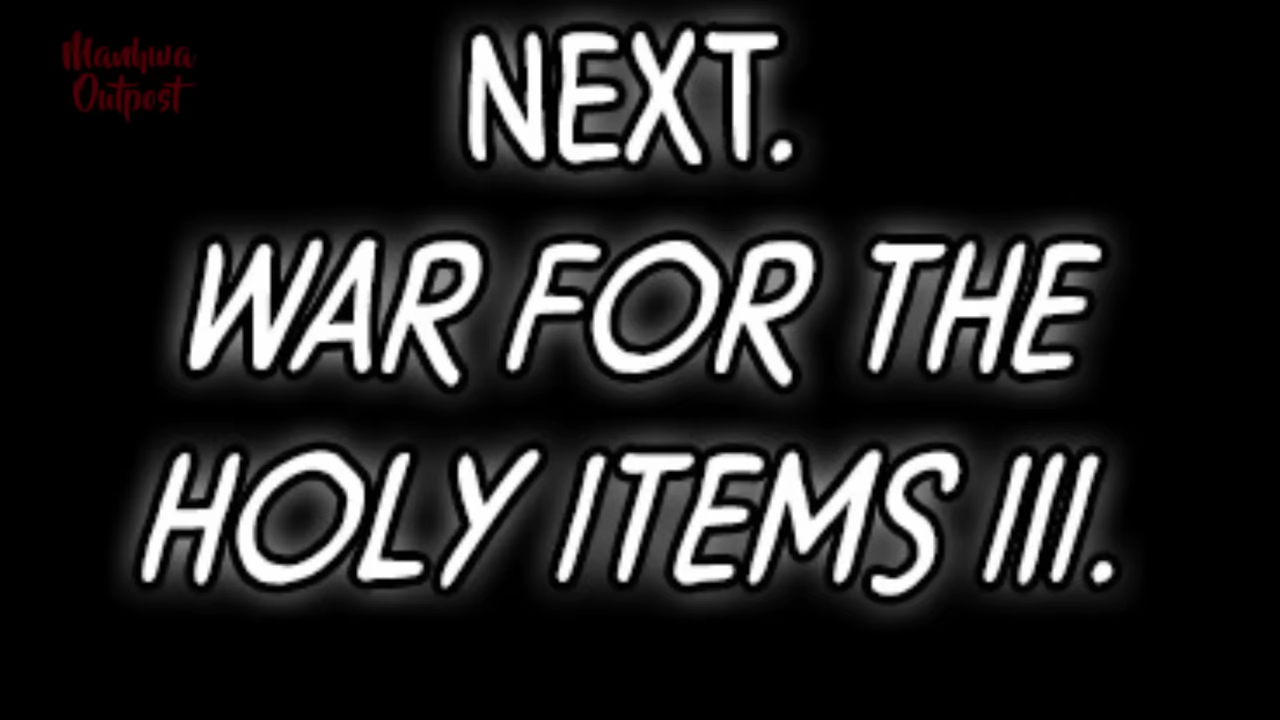 Manhwa
Outpost
NEXT.
WAR FOR THE
HOLY ITEMS III.